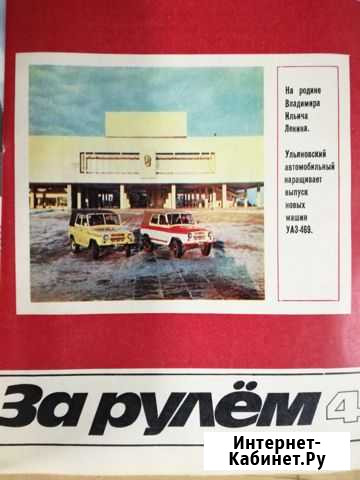 На родине
Владимира
Ильича
Ленина.
Ульяновский
автомобильный
наращивает
выпуск
новых
машин
УАЗ-469.
За рулём 4
Интернет-
Кабинет.Ру